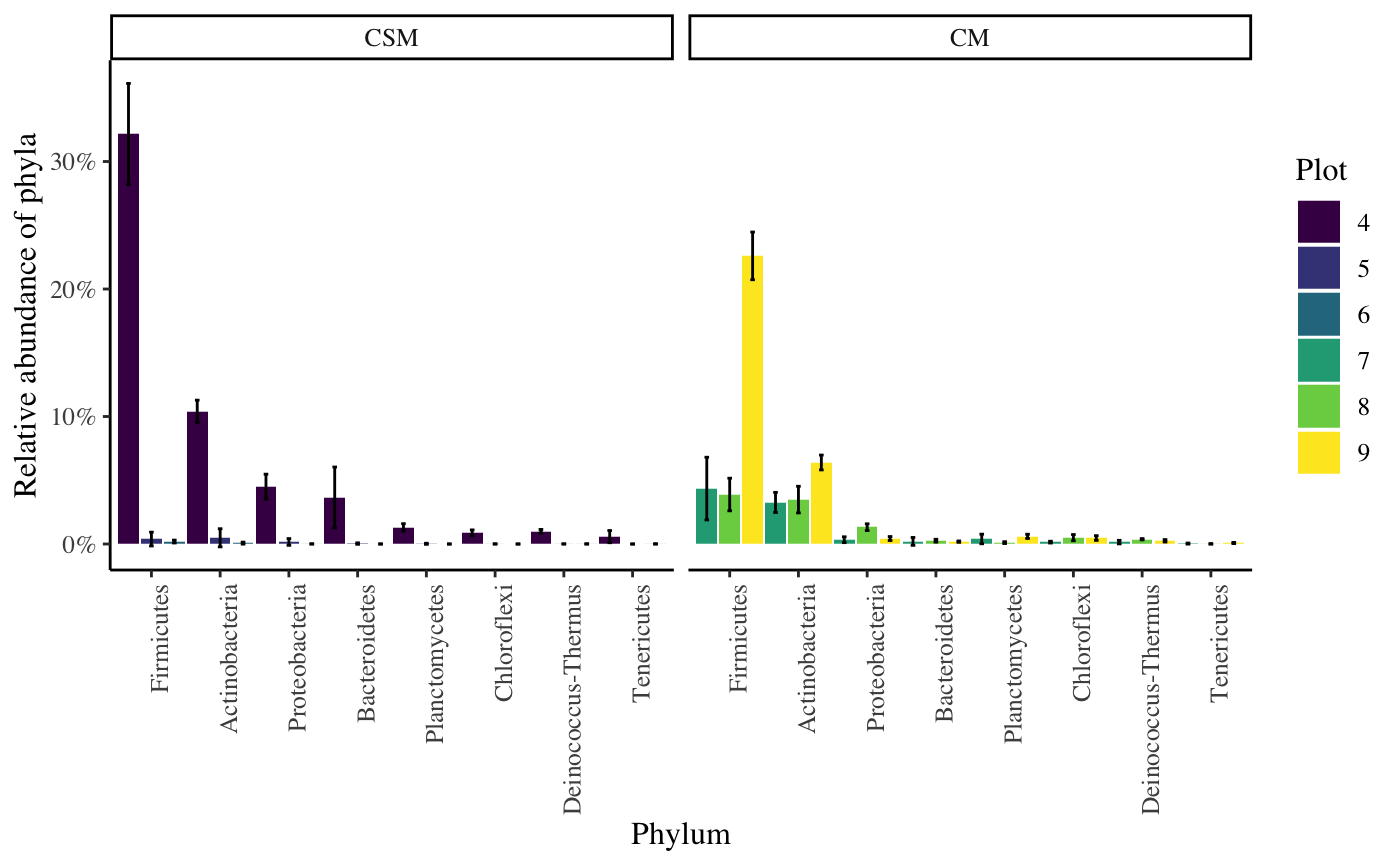 CSM
CM
Relative abundance of phyla
30%
20%
10%
0%
Firmicutes
Actinobacteria
Proteobacteria
Bacteroidetes
Planctomycetes
Chloroflexi
Deinococcus-Thermus
Tenericutes
Firmicutes
Actinobacteria
Proteobacteria
Bacteroidetes
Planctomycetes
Chloroflexi
Deinococcus-Thermus
Tenericutes
Phylum
Plot
4
5
6
7
8
9